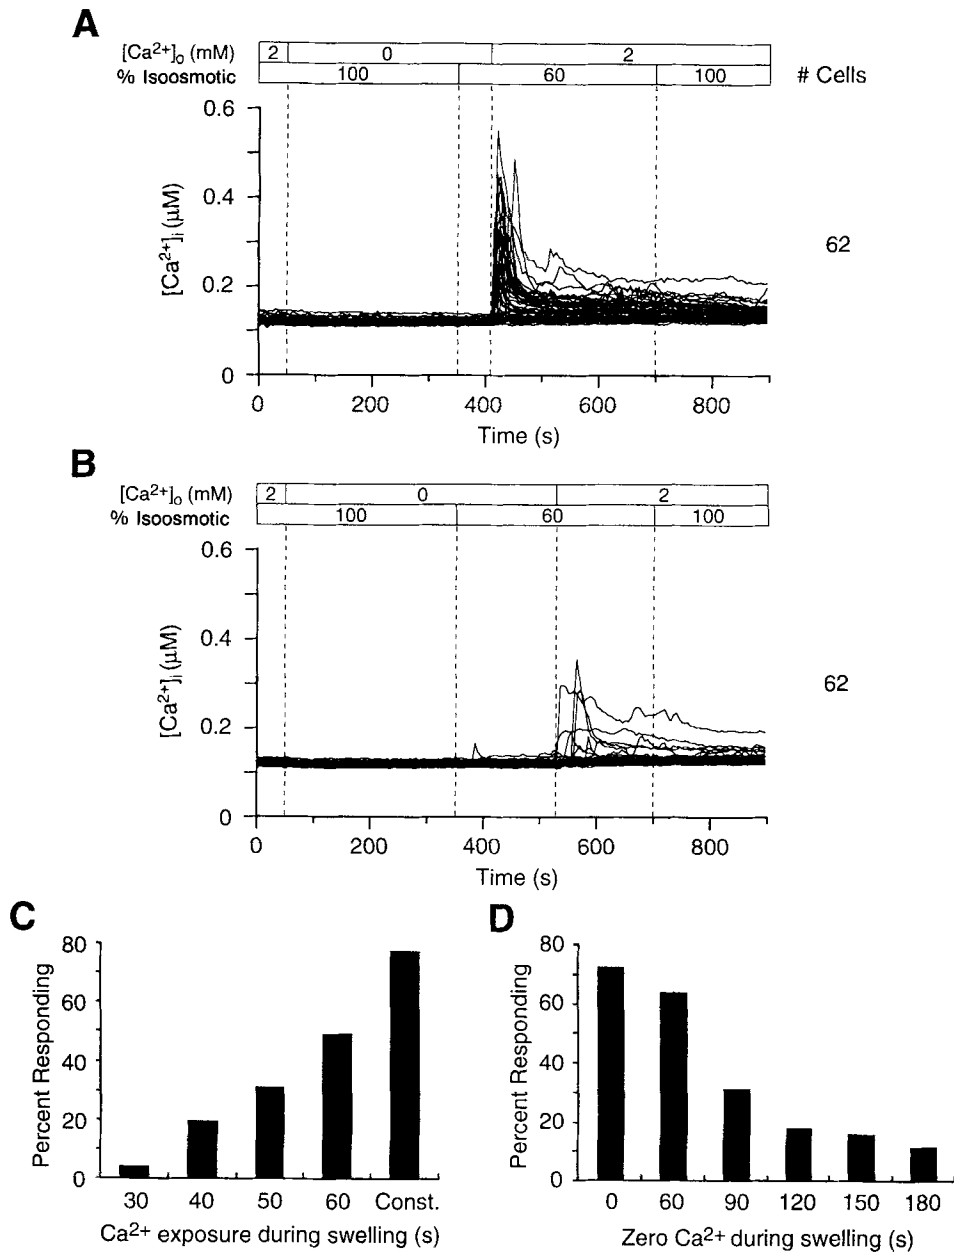 A
[Ca2+]o (mM) 2 0 2
% Isoosmotic 100 60 100 # Cells
0.6
0.4
0.2
0
[Ca2+]i (μM)
62
0 200 400 600 800
Time (s)
B
[Ca2+]o (mM) 2 0 2
% Isoosmotic 100 60 100
0.6
0.4
0.2
0
[Ca2+]i (μM)
62
0 200 400 600 800
Time (s)
C
80
60
40
20
0
Percent Responding
30 40 50 60 Const.
Ca2+ exposure during swelling (s)
D
80
60
40
20
0
Percent Responding
0 60 90 120 150 180
Zero Ca2+ during swelling (s)